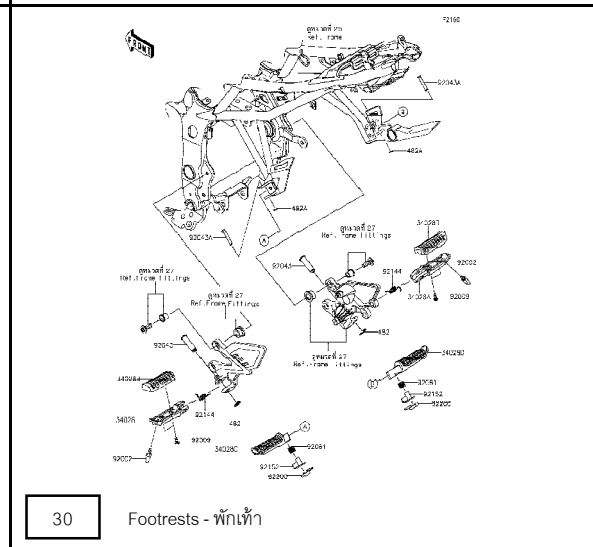 F2160
FRONT
ดูหมวดที่ 26
Ref. Frame
92043A
B
482A
482A
92043A
A
ดูหมวดที่ 27
Ref. Frame Fittings
34028B
92043
92144
92002
34028A
92009
ดูหมวดที่ 27
Ref.Frame Fittings
ดูหมวดที่ 27
Ref.Frame Fittings
482
ดูหมวดที่ 27
Ref.Frame Fittings
34028D
92081
92152
92200
92043
34028B
34028
92144
482
92009
92002
34028C
A
92081
92152
92200
30
Footrests - พักเท้า